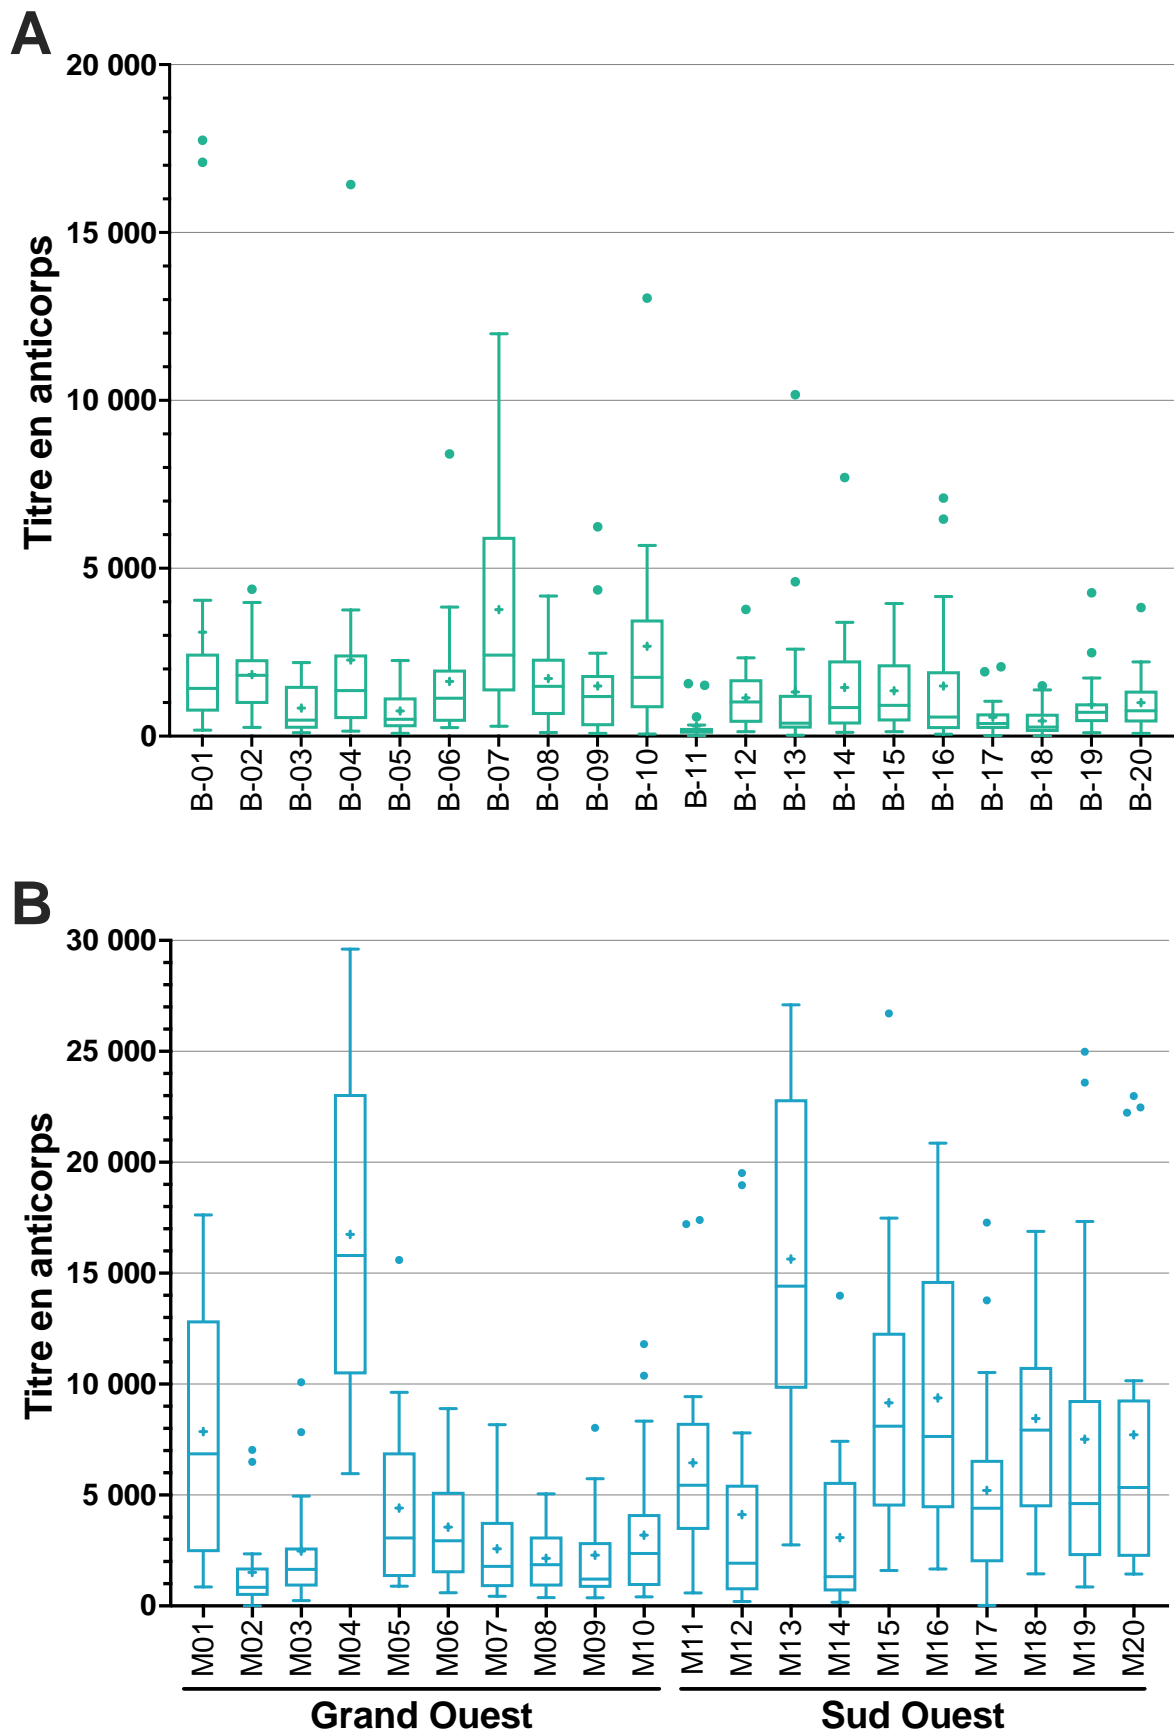 A
Titre en anticorps
20 000
15 000
10 000
5 000
0
B-01 B-02 B-03 B-04 B-05 B-06 B-07 B-08 B-09 B-10 B-11 B-12 B-13 B-14 B-15 B-16 B-17 B-18 B-19 B-20
B
Titre en anticorps
30 000
25 000
20 000
15 000
10 000
5 000
0
M01 M02 M03 M04 M05 M06 M07 M08 M09 M10 M11 M12 M13 M14 M15 M16 M17 M18 M19 M20
Grand Ouest Sud Ouest